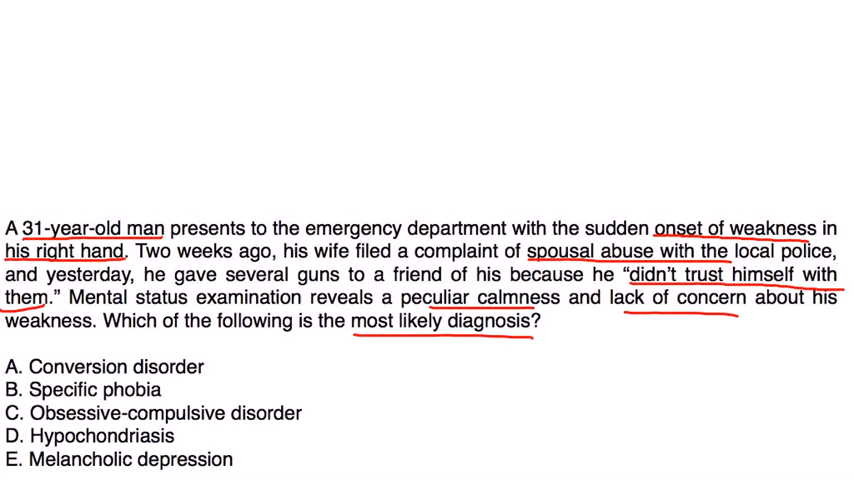 A 31-year-old man presents to the emergency department with the sudden onset of weakness in
his right hand. Two weeks ago, his wife filed a complaint of spousal abuse with the local police,
and yesterday, he gave several guns to a friend of his because he “didn’t trust himself with
them.” Mental status examination reveals a peculiar calmness and lack of concern about his
weakness. Which of the following is the most likely diagnosis?
A. Conversion disorder
B. Specific phobia
C. Obsessive-compulsive disorder
D. Hypochondriasis
E. Melancholic depression